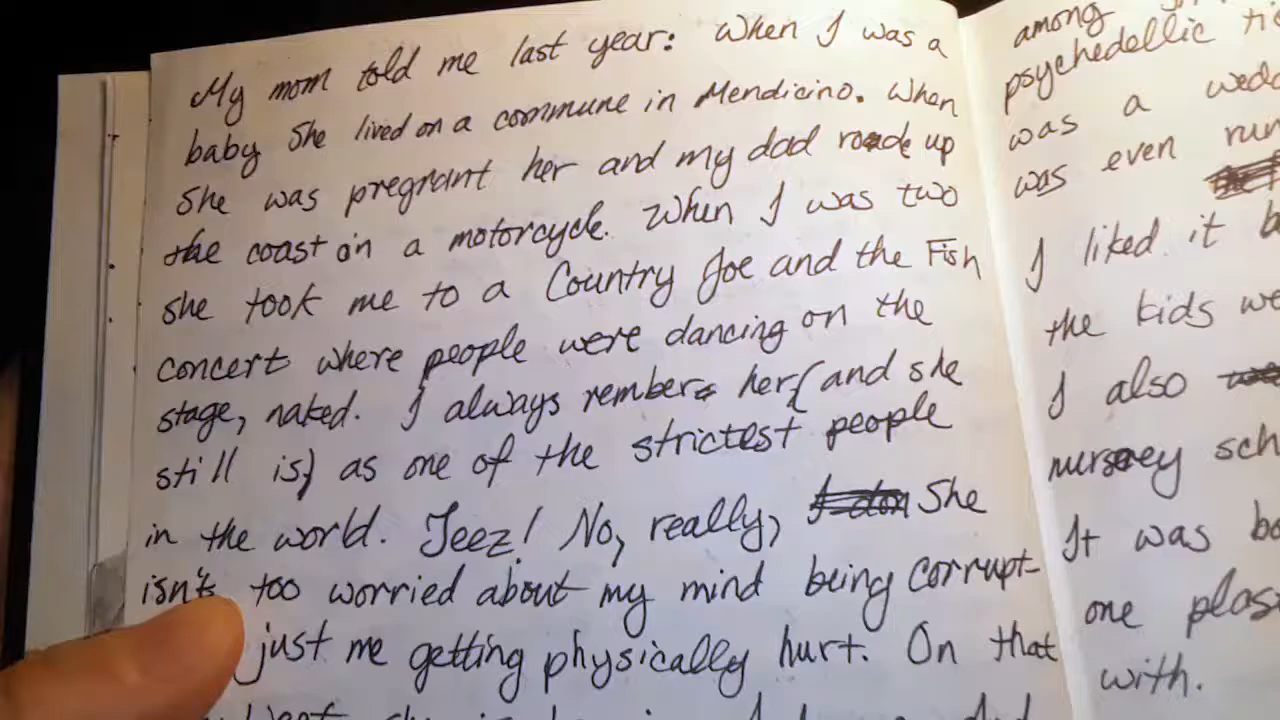 My mom told me last year: When I was a
baby She lived on a commune in Mendicino. When
She was pregnant her and my dad rode up
the coast on a motorcycle. When I was two
she took me to a Country Joe and the Fish
concert where people were dancing on the
stage, naked. I always rember her{ and she
still is} as one of the strictest people
in the world. Jeez! No, really, She
isn't too worried about my mind being corrupt-
just me getting physically hurt. On that
among
psychedellic
was a
was even
I liked it
the kids
I also
nursey
It was
one
with.